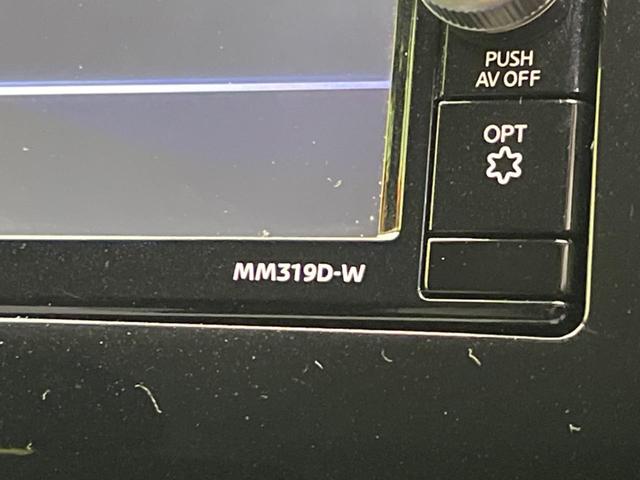 PUSH
AV OFF
OPT
MM319D-W